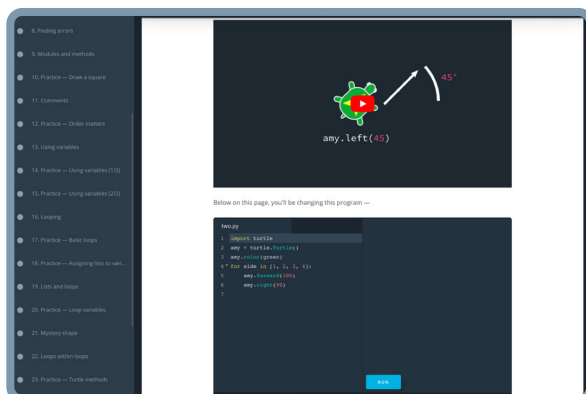 8. Finding errors
9. Modules and methods
10. Practice — Draw a square
11. Comments
12. Practice — Order matters
13. Using variables
14. Practice — Using variables (1/2)
15. Practice — Using variables (2/2)
16. Looping
17. Practice — Basic loops
18. Practice — Assigning lists to vari...
19. Lists and loops
20. Practice — Loop variables
21. Mystery shape
22. Loops within loops
23. Practice — Turtle methods
45°
amy.left(45)
Below on this page, you'll be changing this program —
two.py
1 import turtle
2 amy = turtle.Turtle()
3 amy.color(green)
4 for side in [1, 2, 3, 4]:
5 amy.forward(100)
6 amy.right(90)
7
RUN